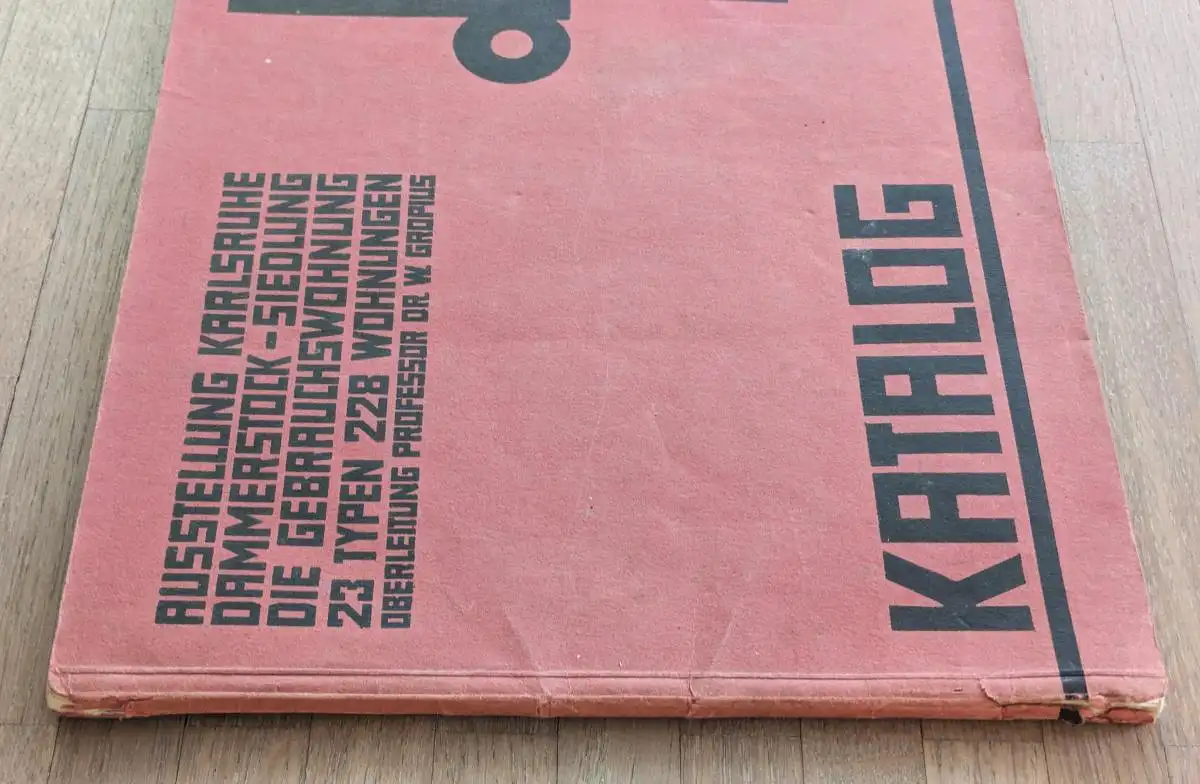 AUSSTELLUNG KARLSRUHE
DAMMERSTOCK-SIEDLUNG
DIE GEBRAUCHSWOHNUNG
23 TYPEN 228 WOHNUNGEN
OBERLEITUNG PROFESSOR DR. W. GROPIUS
KATALOG